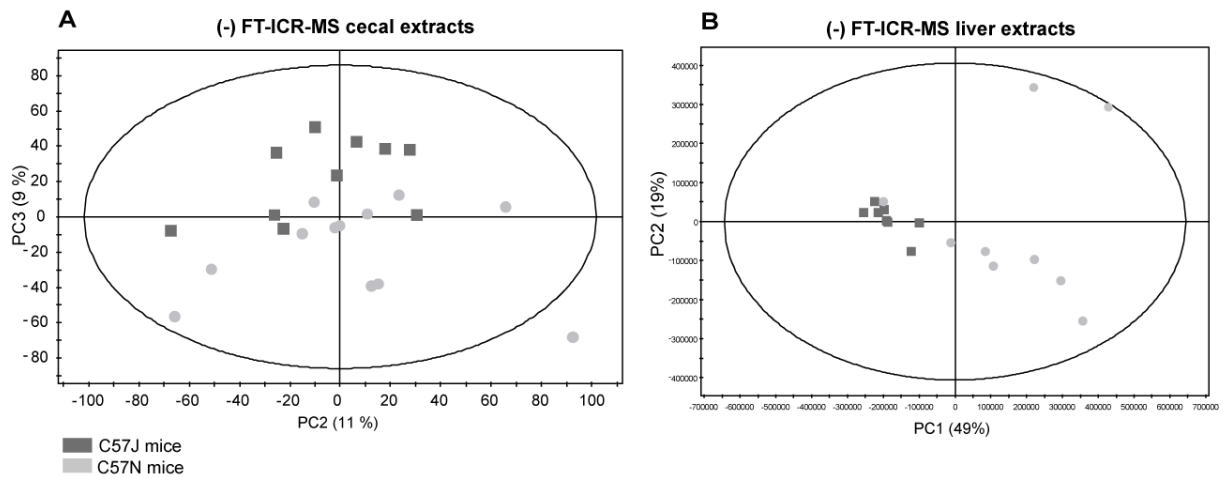 A
(-) FT-ICR-MS cecal extracts
80
60
40
20
0
-20
-40
-60
-80
PC3 (9 %)
-100 -80 -60 -40 -20 0 20 40 60 80 100
PC2 (11 %)
C57J mice
C57N mice
B
(-) FT-ICR-MS liver extracts
400000
300000
200000
100000
0
-100000
-200000
-300000
-400000
PC2 (19%)
-700000 -600000 -500000 -400000 -300000 -200000 -100000 0 100000 200000 300000 400000 500000 600000 700000
PC1 (49%)